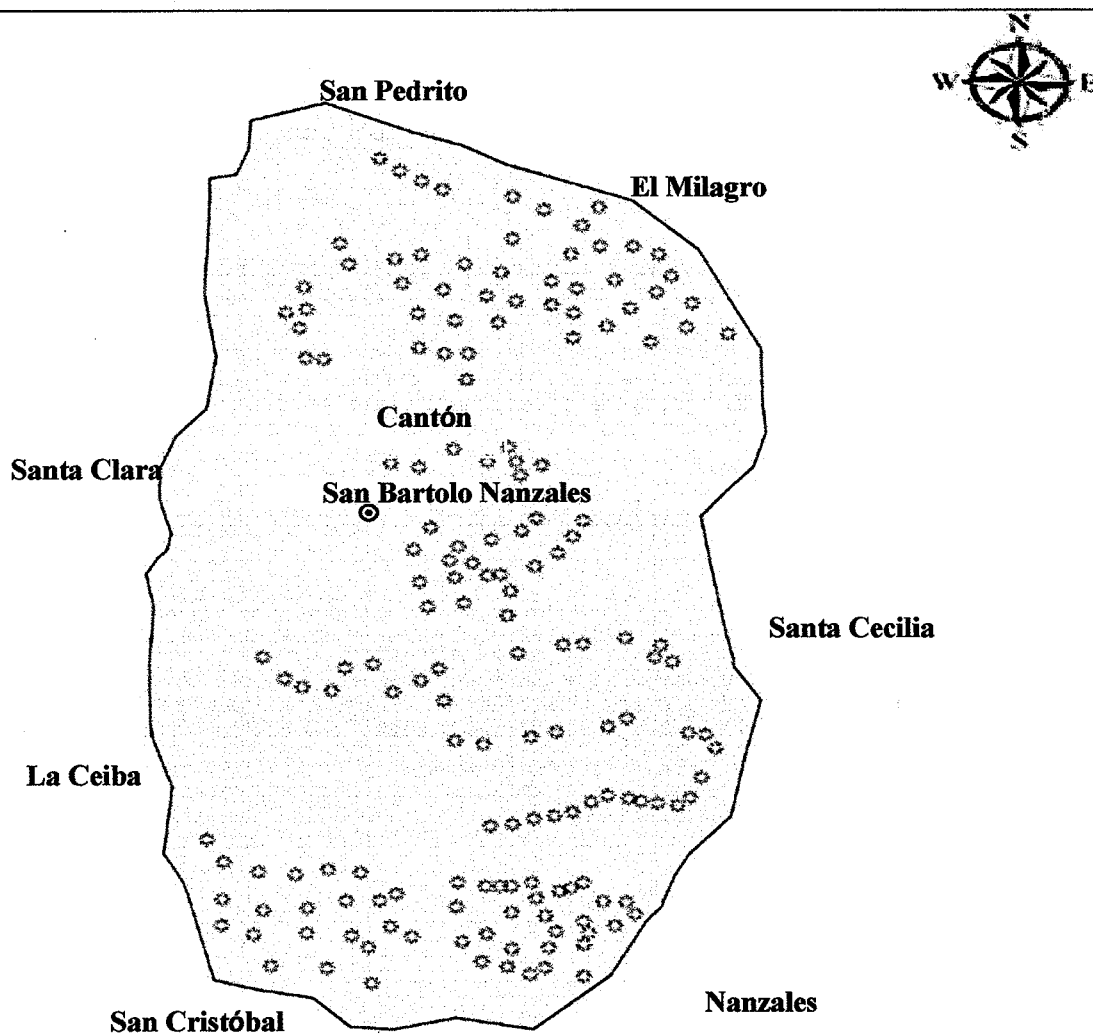 N
W E
S
San Pedrito
El Milagro
Cantón
Santa Clara
San Bartolo Nanzales
Santa Cecilia
La Ceiba
Nanzales
San Cristóbal